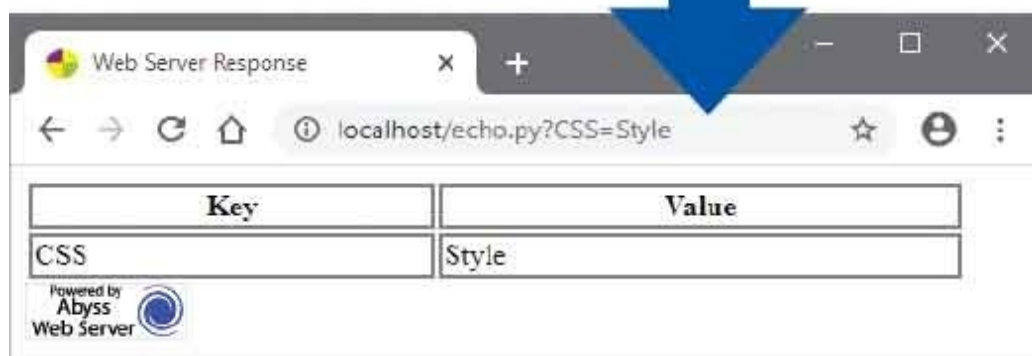 Web Server Response
localhost/echo.py?CSS=Style
Key Value
CSS Style
Powered by
Abyss
Web Server